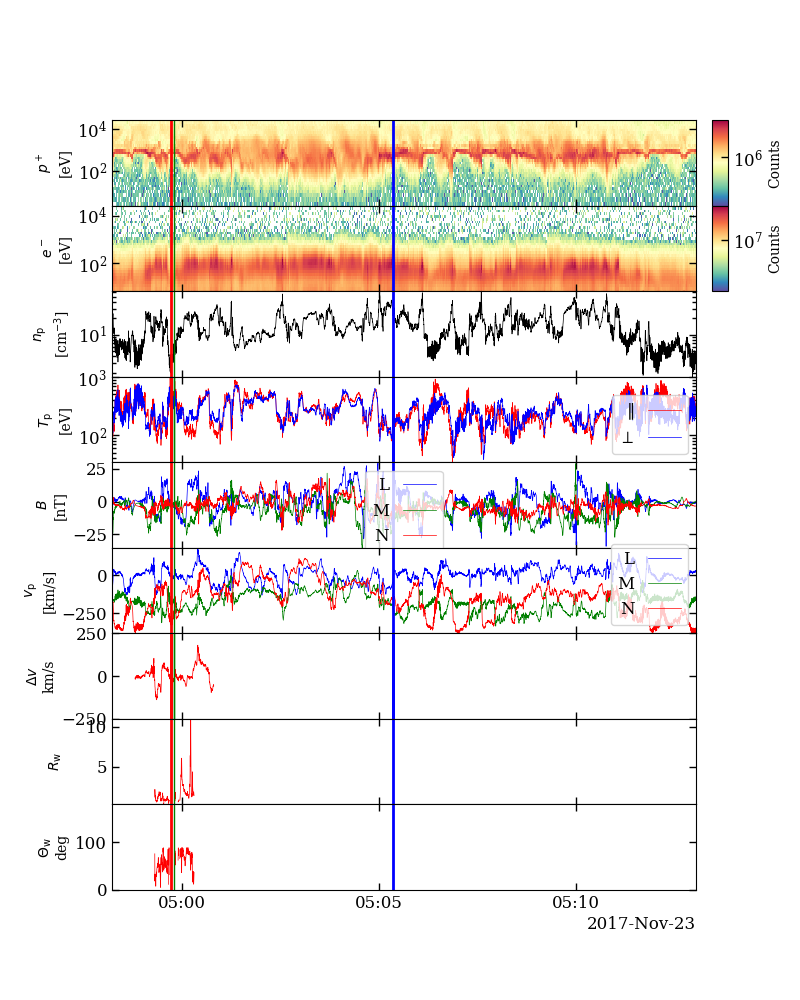 10^4
10^2
p^+
[eV]
10^6
Counts
10^4
10^2
e^-
[eV]
10^7
Counts
10^1
n_p
[cm^{-3}]
10^3
10^2
T_p
[eV]
∥
⊥
25
0
−25
B
[nT]
L
M
N
0
−250
v_p
[km/s]
L
M
N
250
0
−250
Δv
km/s
10
5
R_w
100
0
Θ_w
deg
05:00 05:05 05:10
2017-Nov-23